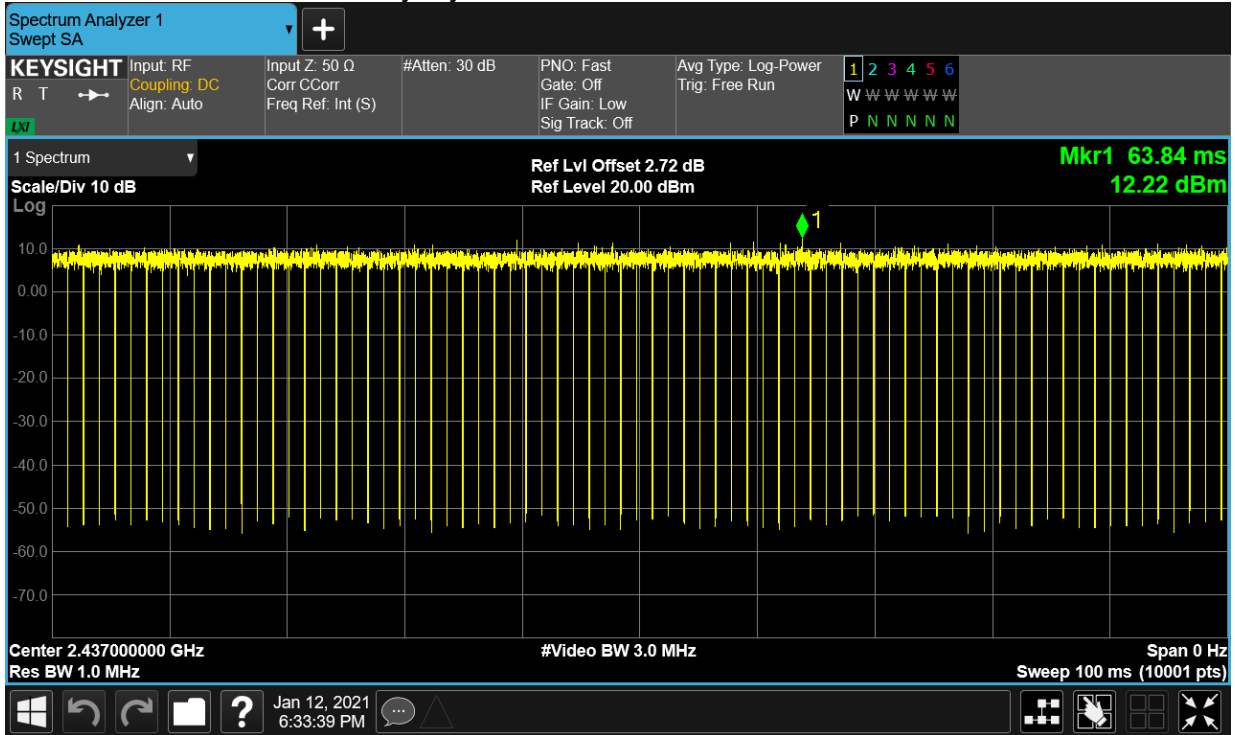 Spectrum Analyzer 1
Swept SA
KEYSIGHT
R T
LXI
Input: RF
Coupling: DC
Align: Auto
Input Z: 50 Ω
Corr CCorr
Freq Ref: Int (S)
#Atten: 30 dB
PNO: Fast
Gate: Off
IF Gain: Low
Sig Track: Off
Avg Type: Log-Power
Trig: Free Run
1 2 3 4 5 6
W W W W W W
P N N N N N
1 Spectrum
Scale/Div 10 dB
Log
Ref Lvl Offset 2.72 dB
Ref Level 20.00 dBm
Mkr1 63.84 ms
12.22 dBm
1
10.0
0.00
-10.0
-20.0
-30.0
-40.0
-50.0
-60.0
-70.0
Center 2.437000000 GHz
Res BW 1.0 MHz
#Video BW 3.0 MHz
Span 0 Hz
Sweep 100 ms (10001 pts)
?
Jan 12, 2021
6:33:39 PM